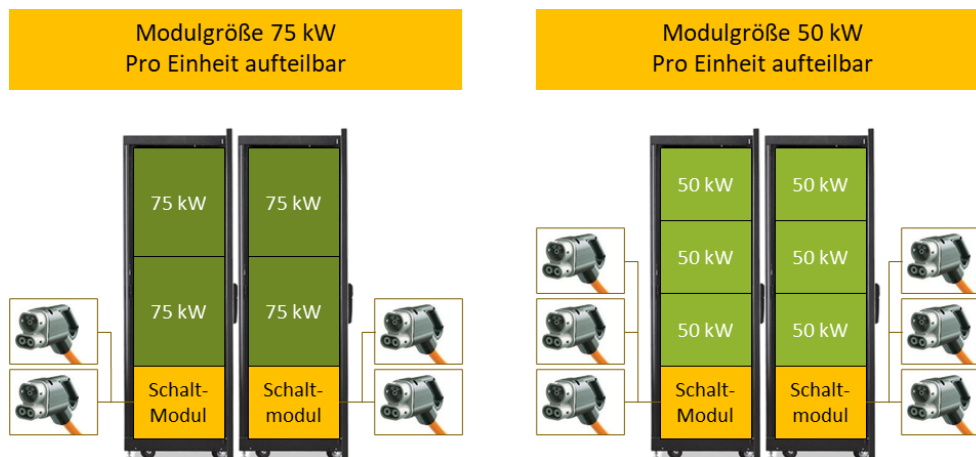 Modulgröße 75 kW
Pro Einheit aufteilbar
75 kW
75 kW
75 kW
75 kW
Schalt-
Modul
Schalt-
modul
Modulgröße 50 kW
Pro Einheit aufteilbar
50 kW
50 kW
50 kW
50 kW
50 kW
50 kW
Schalt-
Modul
Schalt-
modul